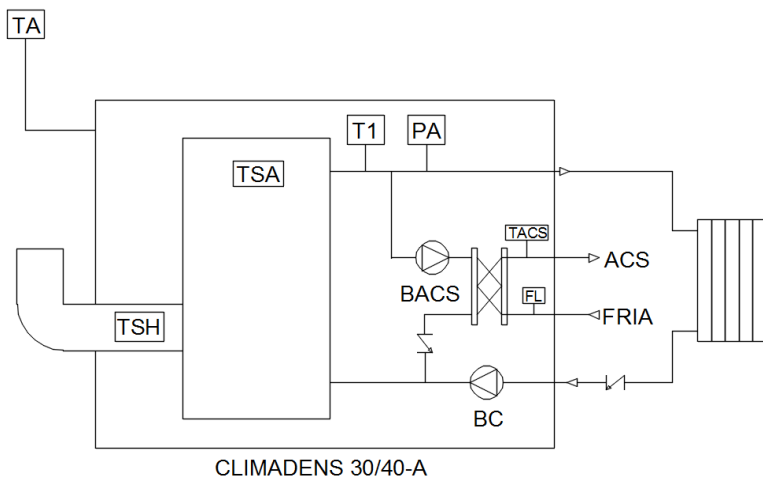 TA
T1
PA
TSA
TACS
ACS
BACS
FL
FRIA
TSH
BC
CLIMADENS 30/40-A